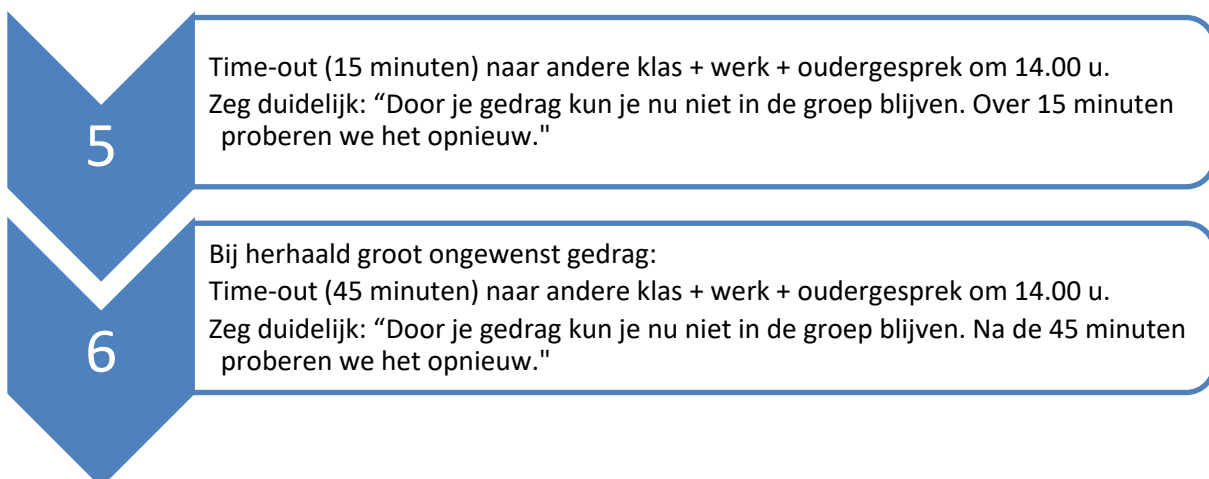 5
Time-out (15 minuten) naar andere klas + werk + oudergesprek om 14.00 u.
Zeg duidelijk: “Door je gedrag kun je nu niet in de groep blijven. Over 15 minuten
proberen we het opnieuw."
6
Bij herhaald groot ongewenst gedrag:
Time-out (45 minuten) naar andere klas + werk + oudergesprek om 14.00 u.
Zeg duidelijk: “Door je gedrag kun je nu niet in de groep blijven. Na de 45 minuten
proberen we het opnieuw."